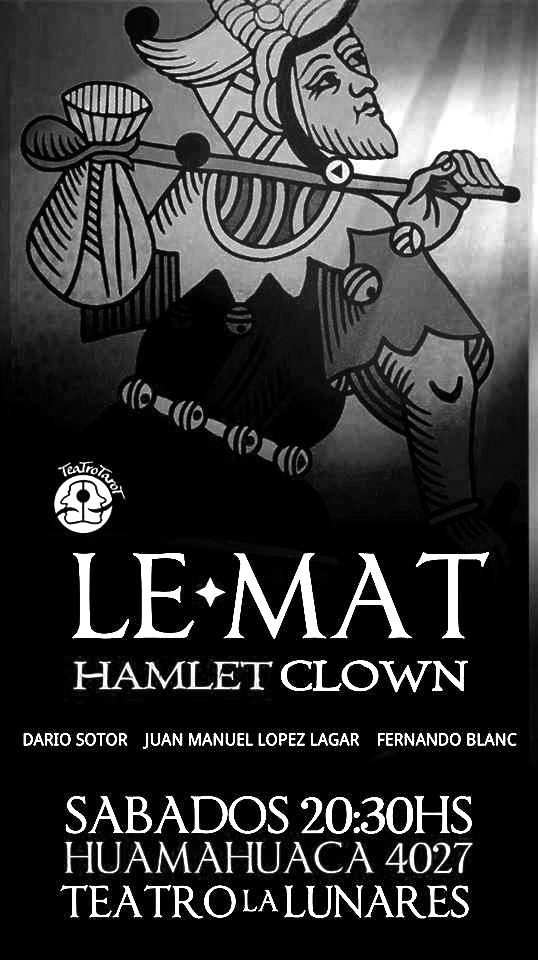 TeaTroTaroT
LE MAT
HAMLET CLOWN
DARIO SOTOR JUAN MANUEL LOPEZ LAGAR FERNANDO BLANC
SABADOS 20:30HS
HUAMAHUACA 4027
TEATRO LA LUNARES